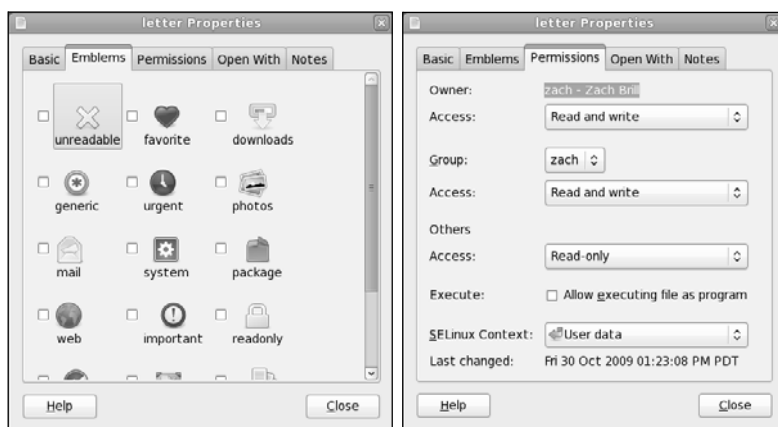 letter Properties
Basic Emblems Permissions Open With Notes
unreadable favorite downloads
generic urgent photos
mail system package
web important readonly
Help Close
letter Properties
Basic Emblems Permissions Open With Notes
Owner: zach - Zach Brill
Access: Read and write
Group: zach
Access: Read and write
Others
Access: Read-only
Execute: Allow executing file as program
SELinux Context: User data
Last changed: Fri 30 Oct 2009 01:23:08 PM PDT
Help Close